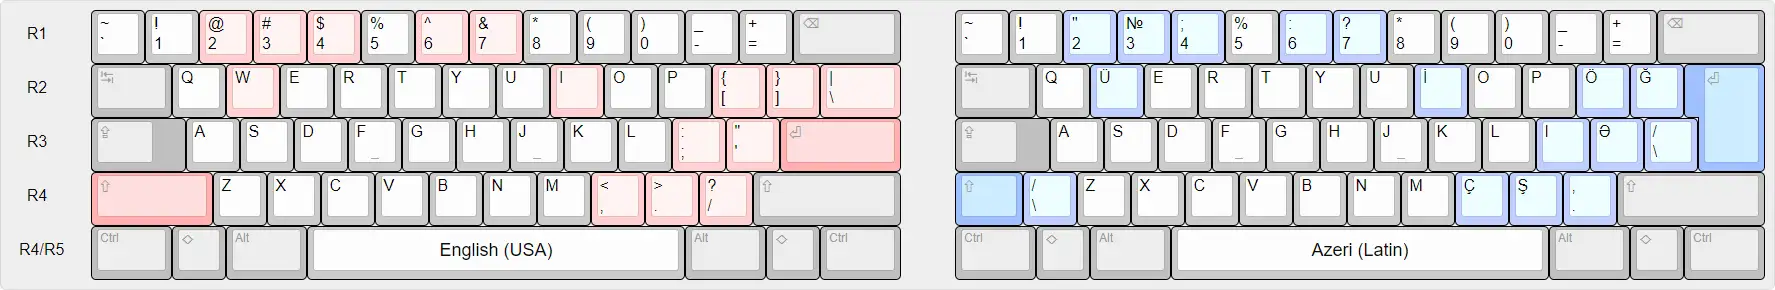 R1 ~ ! @ # $ % ^ & * ( ) _ + ⌫ ~ ! " № ; % : ? * ( ) _ + ⌫
` 1 2 3 4 5 6 7 8 9 0 - = ` 1 2 3 4 5 6 7 8 9 0 - =
R2 ↹ Q W E R T Y U I O P { } | ↹ Q Ü E R T Y U İ O P Ö Ğ ⏎
[ ] \
R3 ⇪ A S D F G H J K L : " ⏎ ⇪ A S D F G H J K L I Ə /
_ _ ; ' _ _ \
R4 ⇧ Z X C V B N M < > ? ⇧ ⇧ / Z X C V B N M Ç Ş , ⇧
, . / \ .
R4/R5 Ctrl ◇ Alt English (USA) Alt ◇ Ctrl Ctrl ◇ Alt Azeri (Latin) Alt ◇ Ctrl